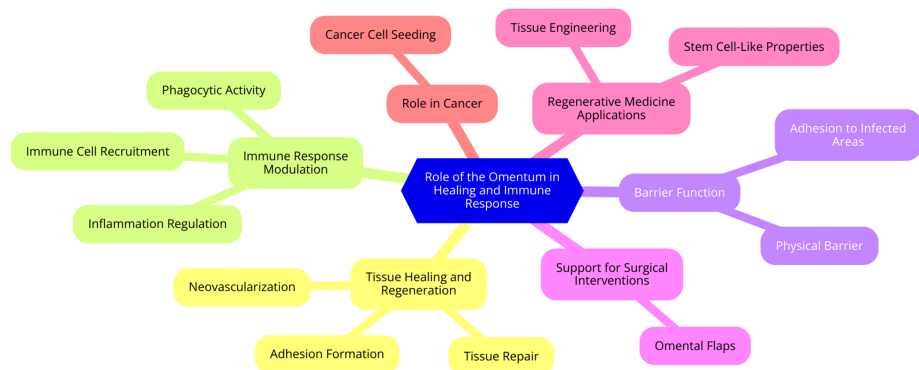 Tissue Engineering
Cancer Cell Seeding
Stem Cell-Like Properties
Phagocytic Activity
Role in Cancer
Regenerative Medicine
Applications
Adhesion to Infected
Areas
Immune Cell Recruitment
Immune Response
Modulation
Role of the Omentum in
Healing and Immune
Response
Barrier Function
Inflammation Regulation
Physical Barrier
Tissue Healing and
Regeneration
Support for Surgical
Interventions
Neovascularization
Omental Flaps
Adhesion Formation
Tissue Repair